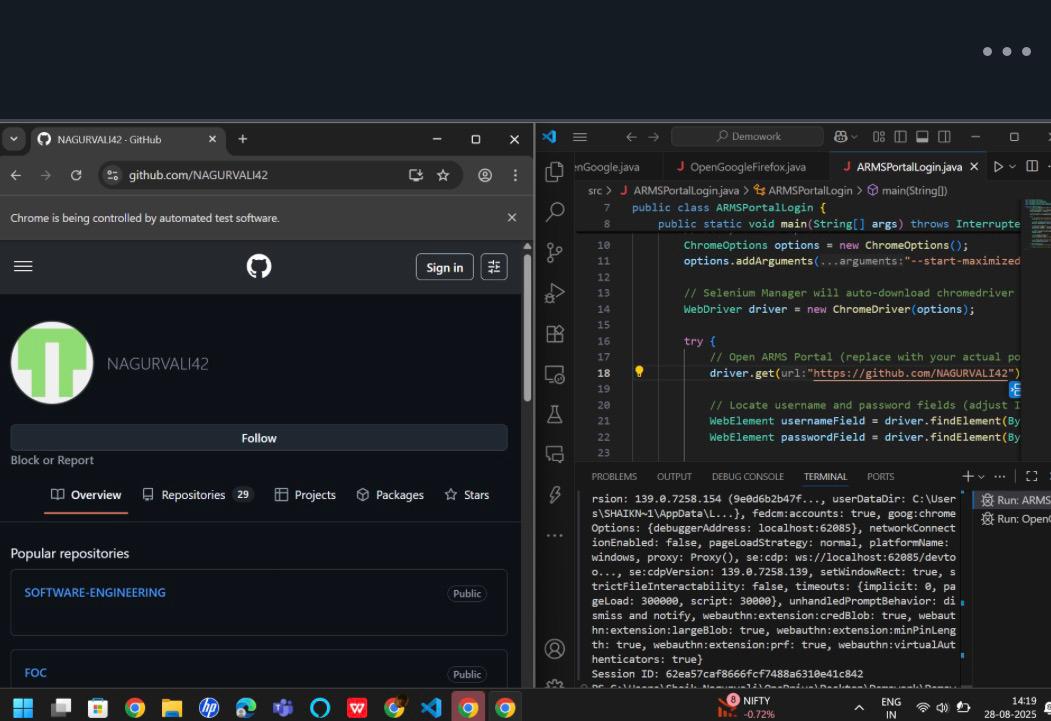 NAGURVALI42 - GitHub
github.com/NAGURVALI42
Chrome is being controlled by automated test software.
Sign in
NAGURVALI42
Follow
Block or Report
Overview
Repositories 29
Projects
Packages
Stars
Popular repositories
SOFTWARE-ENGINEERING
Public
FOC
Public
Demowork
enGoogle.java
OpenGoogleFirefox.java
ARMSPortalLogin.java
src > ARMSPortalLogin.java > ARMSPortalLogin > main(String[])
7 public class ARMSPortalLogin {
8 public static void main(String[] args) throws Interrupte
10 ChromeOptions options = new ChromeOptions();
11 options.addArguments(...arguments:"--start-maximized
12
13 // Selenium Manager will auto-download chromedriver
14 WebDriver driver = new ChromeDriver(options);
15
16 try {
17 // Open ARMS Portal (replace with your actual po
18 driver.get(url:"https://github.com/NAGURVALI42")
19
20 // Locate username and password fields (adjust I
21 WebElement usernameField = driver.findElement(By
22 WebElement passwordField = driver.findElement(By
23
PROBLEMS OUTPUT DEBUG CONSOLE TERMINAL PORTS
rsion: 139.0.7258.154 (9e0d6b2b47f..., userDataDir: C:\User
s\SHAIKN~1\AppData\L...}, fedcm:accounts: true, goog:chrome
Options: {debuggerAddress: localhost:62085}, networkConnect
ionEnabled: false, pageLoadStrategy: normal, platformName:
windows, proxy: Proxy(), se:cdp: ws://localhost:62085/devto
o..., se:cdpVersion: 139.0.7258.139, setWindowRect: true, s
trictFileInteractability: false, timeouts: {implicit: 0, pa
geLoad: 300000, script: 30000}, unhandledPromptBehavior: di
smiss and notify, webauthn:extension:credBlob: true, webaut
hn:extension:largeBlob: true, webauthn:extension:minPinLeng
th: true, webauthn:extension:prf: true, webauthn:virtualAut
henticators: true}
Session ID: 62ea57caf8666fcf7488a6310e41c842
Run: ARMS
Run: Open
8
NIFTY
-0.72%
ENG
IN
14:19
28-08-2025